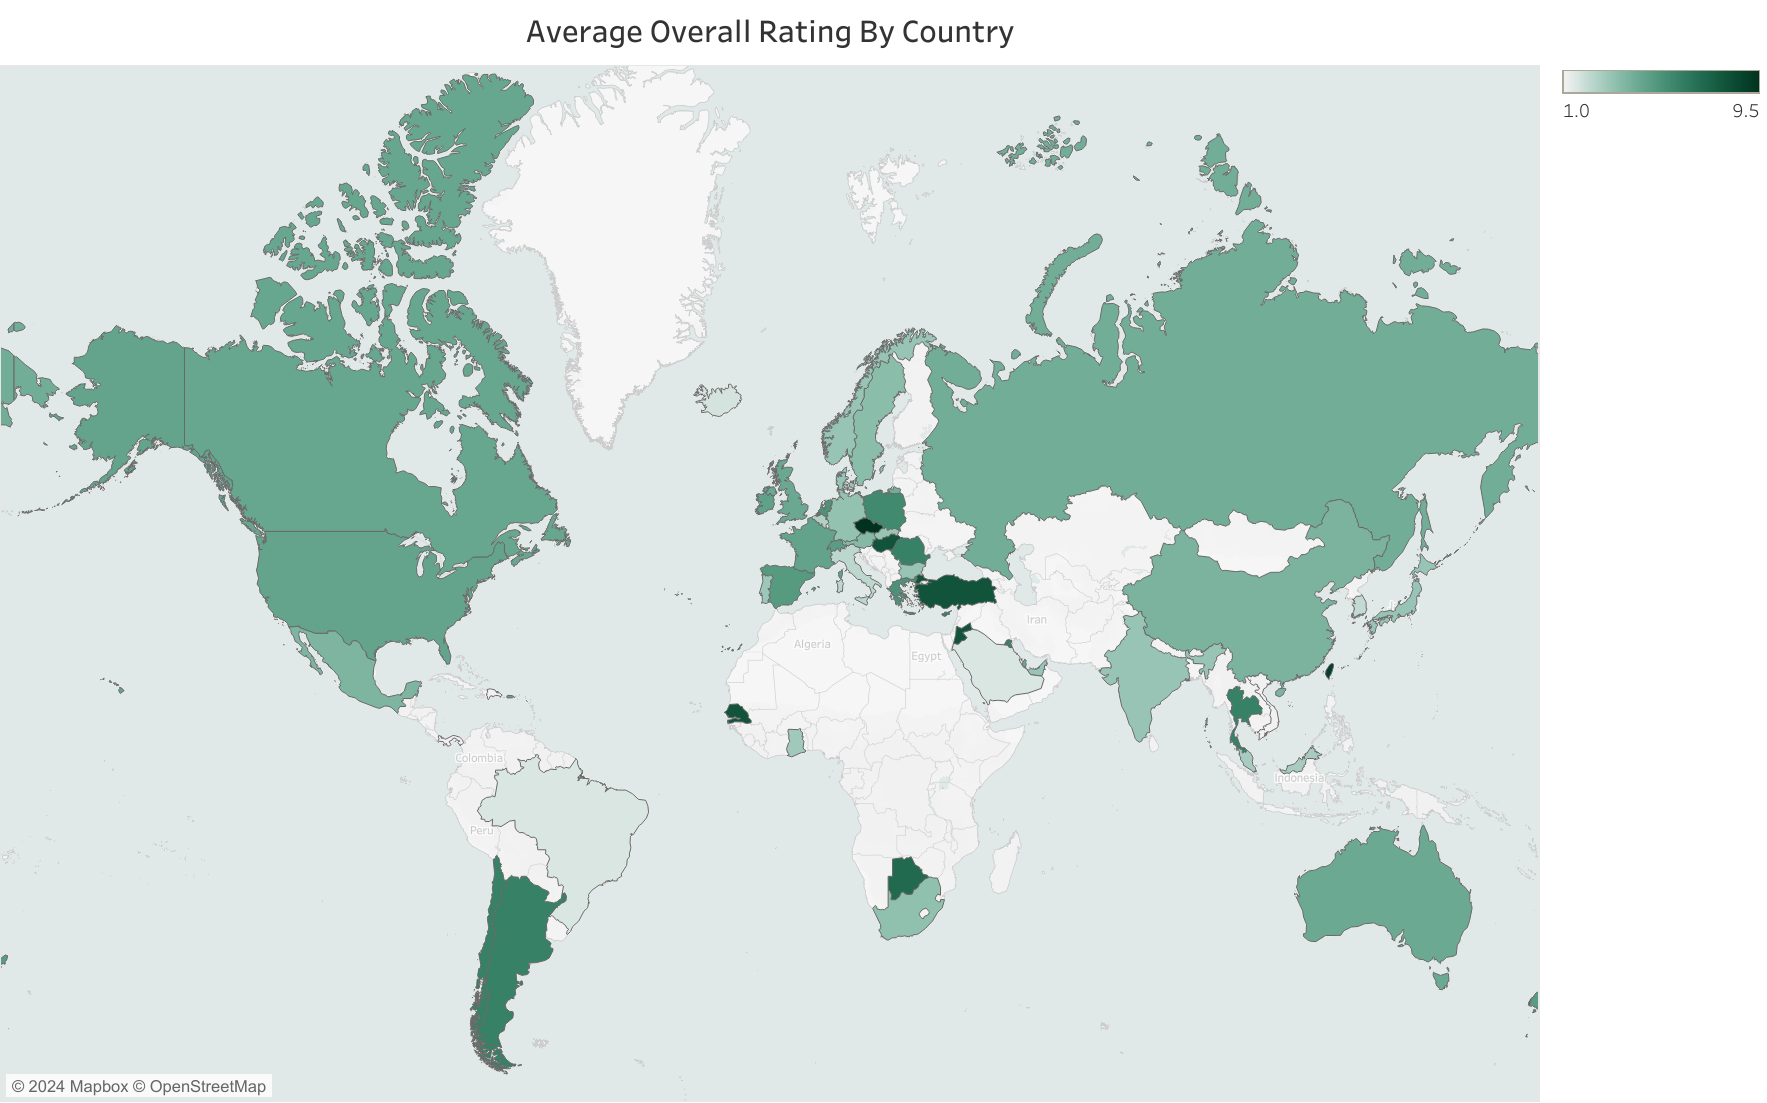 Average Overall Rating By Country
1.0
9.5
Iran
Algeria
Egypt
Colombia
Indonesia
Peru
© 2024 Mapbox © OpenStreetMap